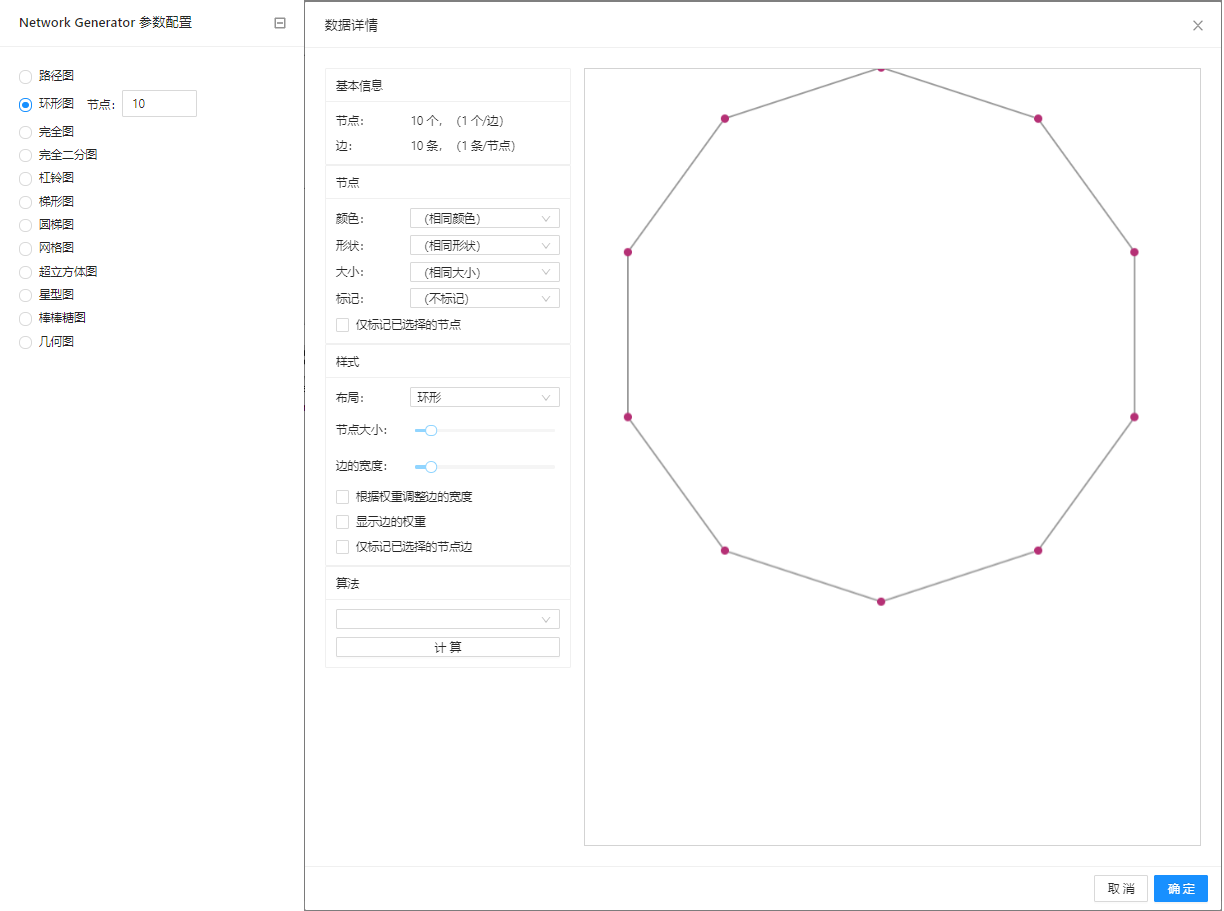 Network Generator 参数配置
路径图
环形图 节点: 10
完全图
完全二分图
杠铃图
梯形图
圆梯图
网格图
超立方体图
星型图
棒棒糖图
几何图
数据详情
基本信息
节点: 10 个, (1 个/边)
边: 10 条, (1 条/节点)
节点
颜色: (相同颜色)
形状: (相同形状)
大小: (相同大小)
标记: (不标记)
仅标记已选择的节点
样式
布局: 环形
节点大小:
边的宽度:
根据权重调整边的宽度
显示边的权重
仅标记已选择的节点边
算法
计 算
取 消
确 定